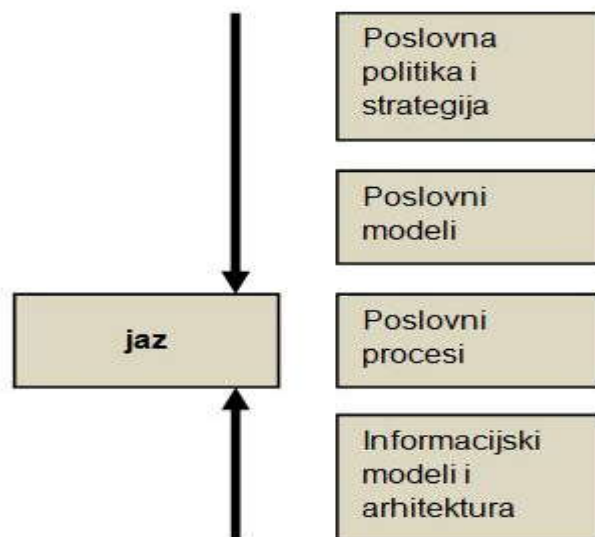 Poslovna
politika i
strategija
Poslovni
modeli
jaz
Poslovni
procesi
Informacijski
modeli i
arhitektura